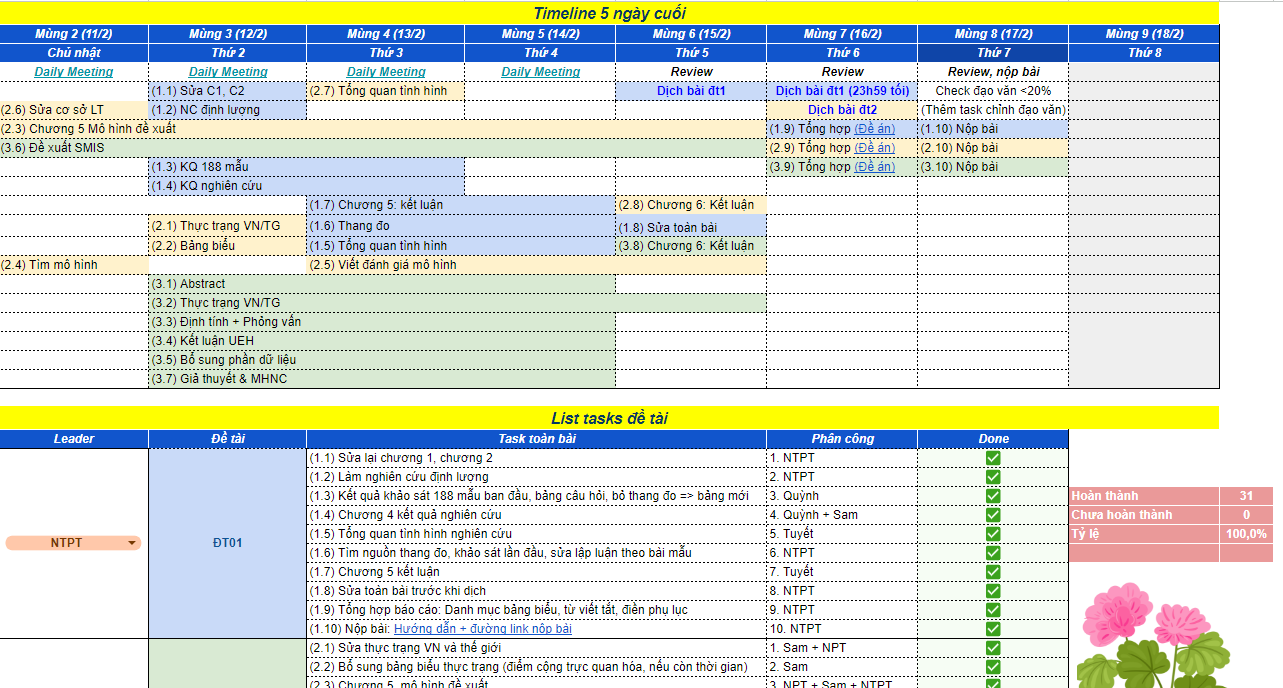 Timeline 5 ngày cuối
Mùng 2 (11/2) Mùng 3 (12/2) Mùng 4 (13/2) Mùng 5 (14/2) Mùng 6 (15/2) Mùng 7 (16/2) Mùng 8 (17/2) Mùng 9 (18/2)
Chủ nhật Thứ 2 Thứ 3 Thứ 4 Thứ 5 Thứ 6 Thứ 7 Thứ 8
Daily Meeting Daily Meeting Daily Meeting Daily Meeting Review Review Review, nộp bài
(1.1) Sửa C1, C2 (2.7) Tổng quan tình hình Dịch bài đt1 Dịch bài đt1 (23h59 tối) Check đạo văn <20%
(2.6) Sửa cơ sở LT (1.2) NC định lượng Dịch bài đt2 (Thêm task chỉnh đạo văn)
(2.3) Chương 5 Mô hình đề xuất (1.9) Tổng hợp (Đề án) (1.10) Nộp bài
(3.6) Đề xuất SMIS (2.9) Tổng hợp (Đề án) (2.10) Nộp bài
(1.3) KQ 188 mẫu (3.9) Tổng hợp (Đề án) (3.10) Nộp bài
(1.4) KQ nghiên cứu
(1.7) Chương 5: kết luận (2.8) Chương 6: Kết luận
(2.1) Thực trạng VN/TG (1.6) Thang đo (1.8) Sửa toàn bài
(2.2) Bảng biểu (1.5) Tổng quan tình hình (3.8) Chương 6: Kết luận
(2.4) Tìm mô hình (2.5) Viết đánh giá mô hình
(3.1) Abstract
(3.2) Thực trạng VN/TG
(3.3) Định tính + Phỏng vấn
(3.4) Kết luận UEH
(3.5) Bổ sung phần dữ liệu
(3.7) Giả thuyết & MHNC
List tasks đề tài
Leader Đề tài Task toàn bài Phân công Done
(1.1) Sửa lại chương 1, chương 2 1. NTPT
(1.2) Làm nghiên cứu định lượng 2. NTPT
(1.3) Kết quả khảo sát 188 mẫu ban đầu, bảng câu hỏi, bỏ thang đo => bảng mới 3. Quỳnh Hoàn thành 31
(1.4) Chương 4 kết quả nghiên cứu 4. Quỳnh + Sam Chưa hoàn thành 0
(1.5) Tổng quan tình hình nghiên cứu 5. Tuyết Tỷ lệ 100,0%
NTPT ĐT01 (1.6) Tìm nguồn thang đo, khảo sát lần đầu, sửa lập luận theo bài mẫu 6. NTPT
(1.7) Chương 5 kết luận 7. Tuyết
(1.8) Sửa toàn bài trước khi dịch 8. NTPT
(1.9) Tổng hợp báo cáo: Danh mục bảng biểu, từ viết tắt, điền phụ lục 9. NTPT
(1.10) Nộp bài: Hướng dẫn + đường link nộp bài 10. NTPT
(2.1) Sửa thực trạng VN và thế giới 1. Sam + NPT
(2.2) Bổ sung bảng biểu thực trạng (điểm cộng trực quan hóa, nếu còn thời gian) 2. Sam
(2.3) Chương 5, mô hình đề xuất 3. NPT + Sam + NTPT